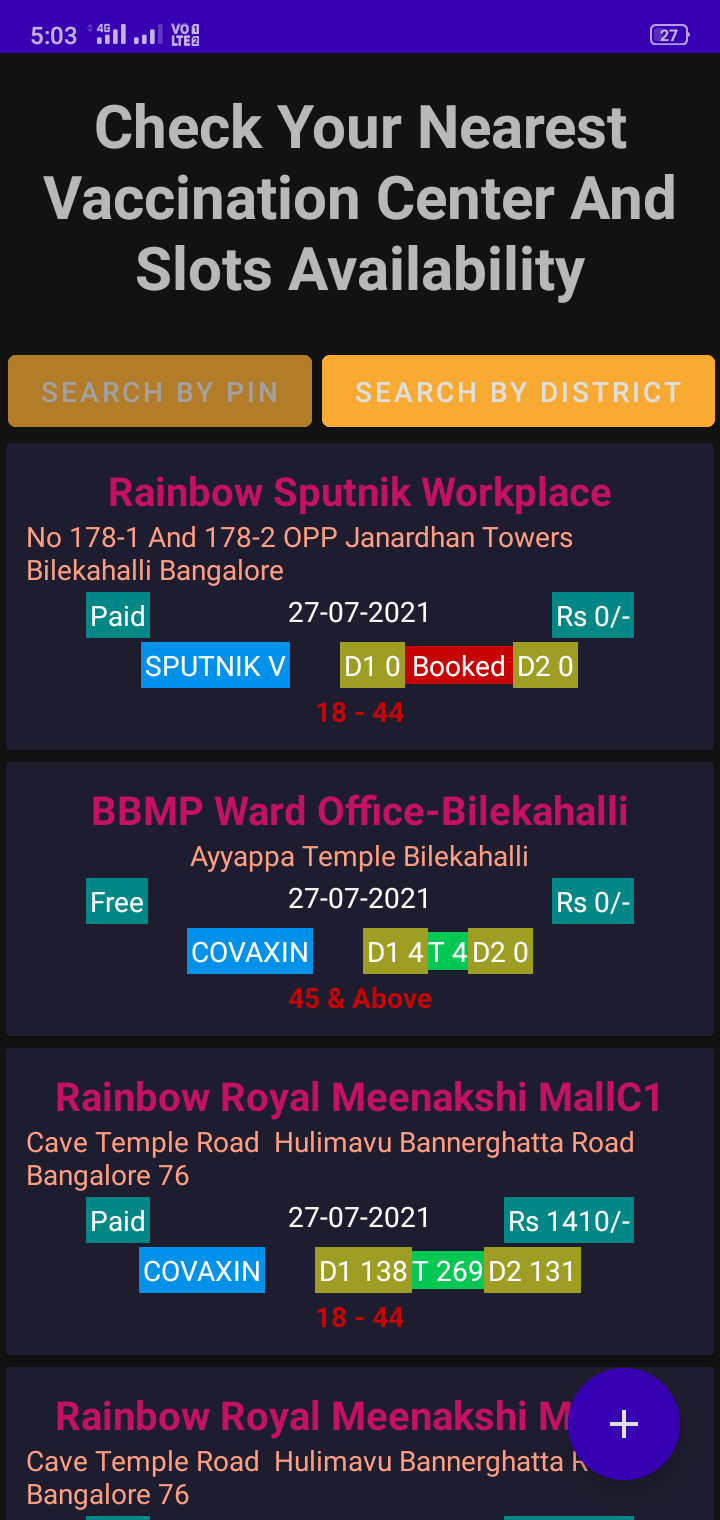 5:03 4G VO 1 LTE 2 27
Check Your Nearest
Vaccination Center And
Slots Availability
SEARCH BY PIN SEARCH BY DISTRICT
Rainbow Sputnik Workplace
No 178-1 And 178-2 OPP Janardhan Towers
Bilekahalli Bangalore
Paid 27-07-2021 Rs 0/-
SPUTNIK V D1 0 Booked D2 0
18 - 44
BBMP Ward Office-Bilekahalli
Ayyappa Temple Bilekahalli
Free 27-07-2021 Rs 0/-
COVAXIN D1 4 T 4 D2 0
45 & Above
Rainbow Royal Meenakshi MallC1
Cave Temple Road  Hulimavu Bannerghatta Road
Bangalore 76
Paid 27-07-2021 Rs 1410/-
COVAXIN D1 138 T 269 D2 131
18 - 44
Rainbow Royal Meenakshi
Cave Temple Road  Hulimavu Bannerghatta
Bangalore 76